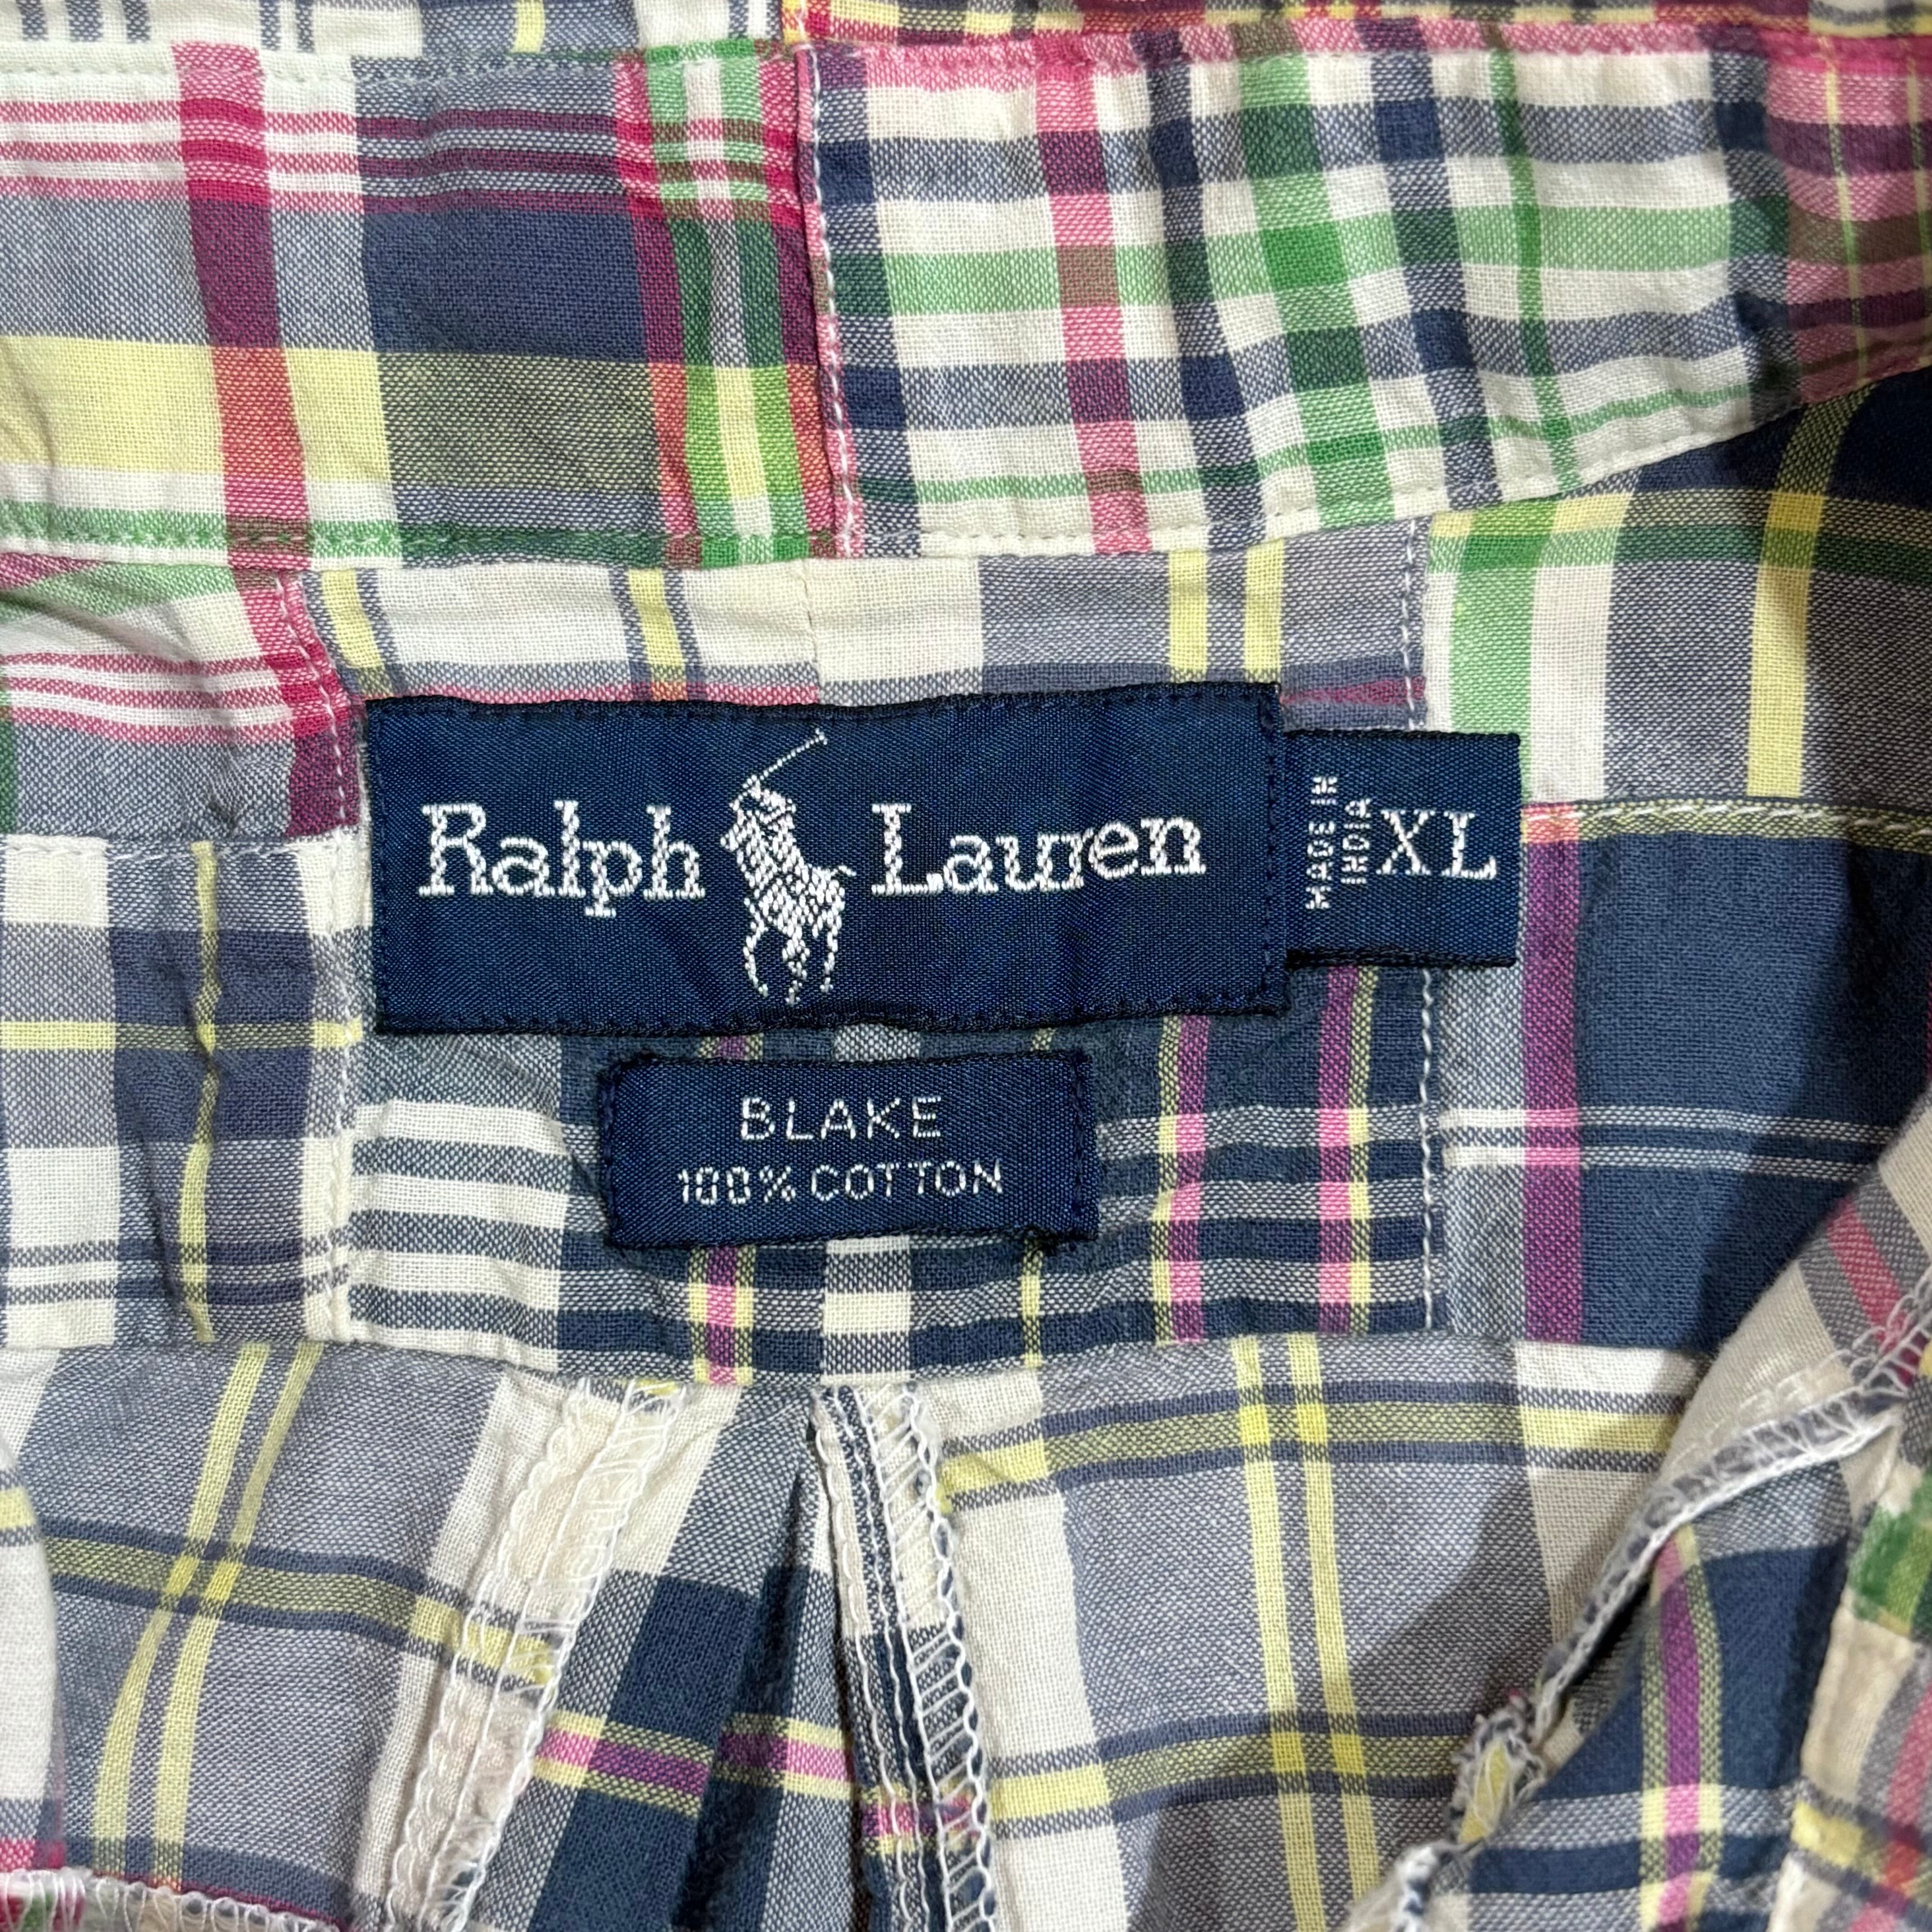 Ralph Lauren
MADE IN
INDIA
XL
BLAKE
100% COTTON